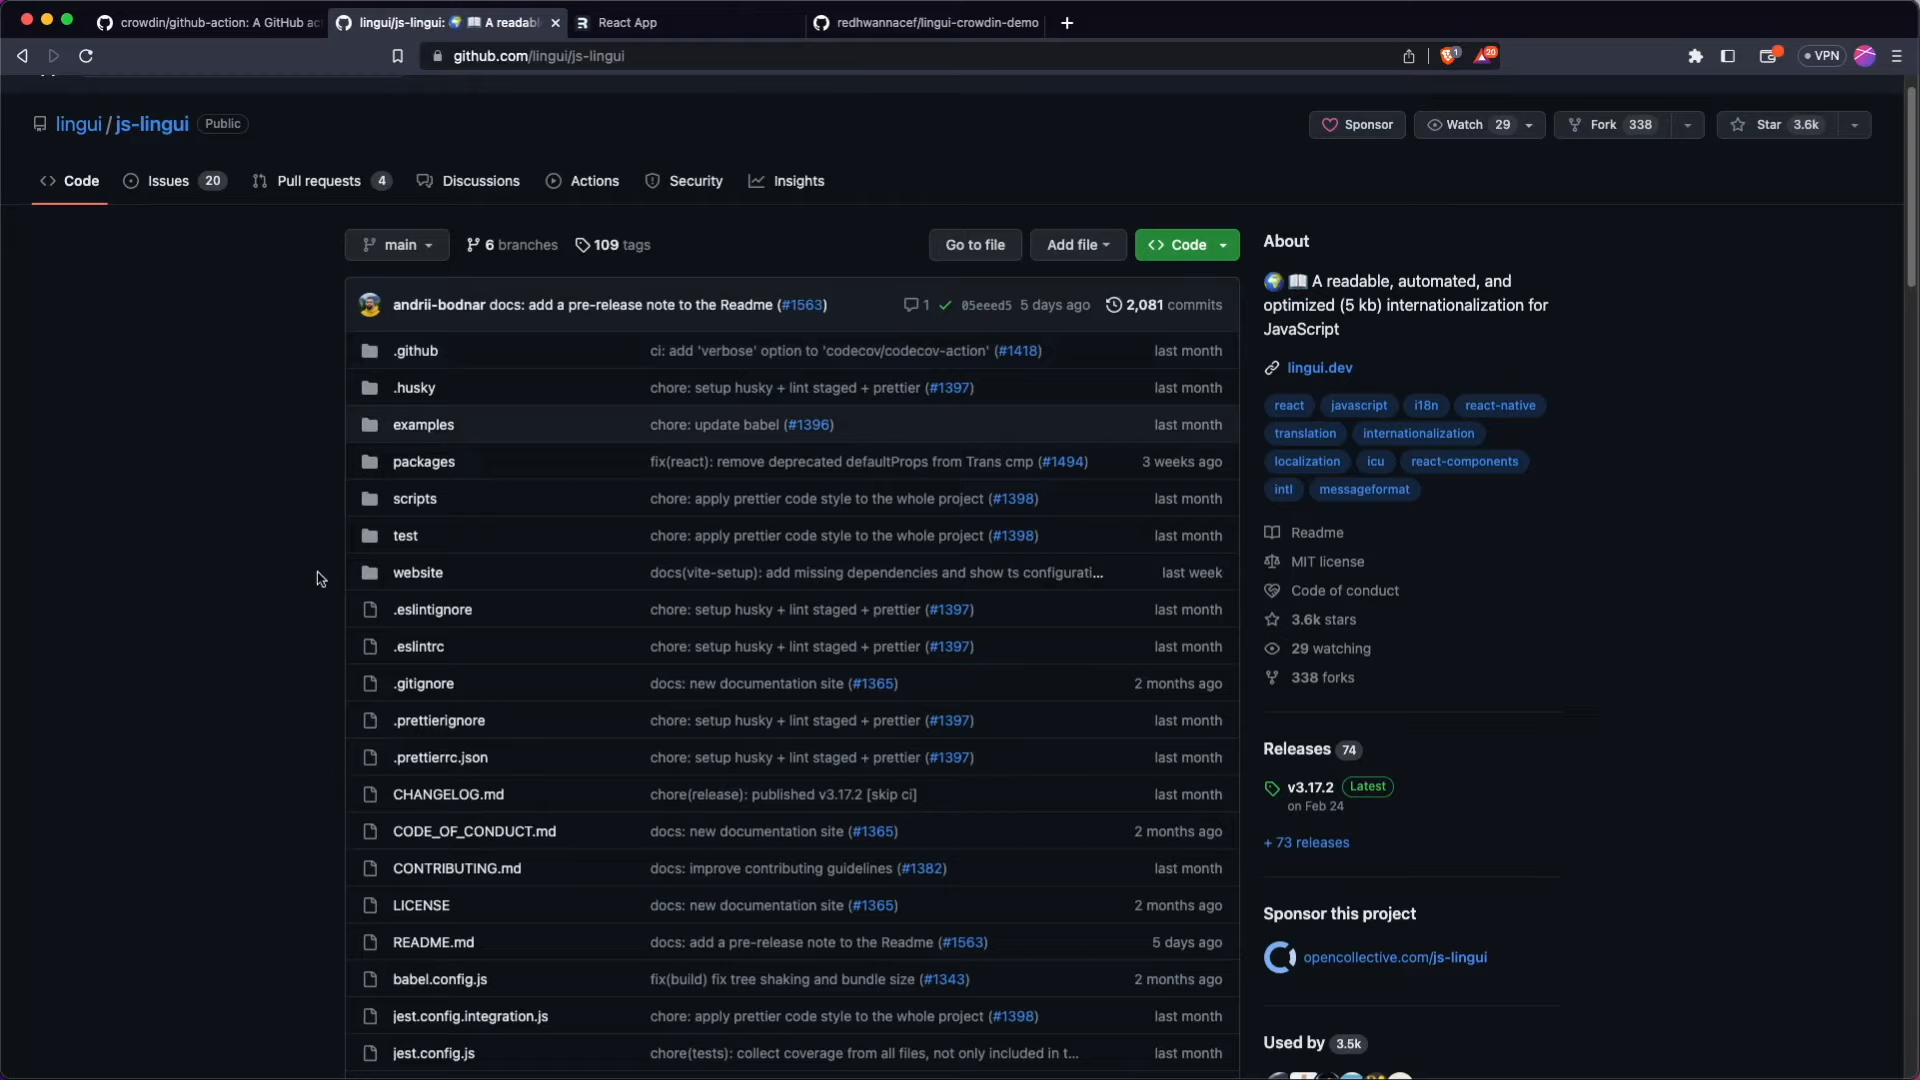 crowdin/github-action: A GitHub ac
lingui/js-lingui: 🌍 📖 A readabl
React App
redhwannacef/lingui-crowdin-demo
github.com/lingui/js-lingui
1
20
VPN
lingui / js-lingui
Public
Sponsor
Watch 29
Fork 338
Star 3.6k
Code
Issues 20
Pull requests 4
Discussions
Actions
Security
Insights
main
6 branches
109 tags
Go to file
Add file
Code
andrii-bodnar docs: add a pre-release note to the Readme (#1563)
1
05eeed5 5 days ago
2,081 commits
.github ci: add 'verbose' option to 'codecov/codecov-action' (#1418) last month
.husky chore: setup husky + lint staged + prettier (#1397) last month
examples chore: update babel (#1396) last month
packages fix(react): remove deprecated defaultProps from Trans cmp (#1494) 3 weeks ago
scripts chore: apply prettier code style to the whole project (#1398) last month
test chore: apply prettier code style to the whole project (#1398) last month
website docs(vite-setup): add missing dependencies and show ts configurati... last week
.eslintignore chore: setup husky + lint staged + prettier (#1397) last month
.eslintrc chore: setup husky + lint staged + prettier (#1397) last month
.gitignore docs: new documentation site (#1365) 2 months ago
.prettierignore chore: setup husky + lint staged + prettier (#1397) last month
.prettierrc.json chore: setup husky + lint staged + prettier (#1397) last month
CHANGELOG.md chore(release): published v3.17.2 [skip ci] last month
CODE_OF_CONDUCT.md docs: new documentation site (#1365) 2 months ago
CONTRIBUTING.md docs: improve contributing guidelines (#1382) last month
LICENSE docs: new documentation site (#1365) 2 months ago
README.md docs: add a pre-release note to the Readme (#1563) 5 days ago
babel.config.js fix(build) fix tree shaking and bundle size (#1343) 2 months ago
jest.config.integration.js chore: apply prettier code style to the whole project (#1398) last month
jest.config.js chore(tests): collect coverage from all files, not only included in t... last month
About
🌍 📖 A readable, automated, and
optimized (5 kb) internationalization for
JavaScript
lingui.dev
react javascript i18n react-native
translation internationalization
localization icu react-components
intl messageformat
Readme
MIT license
Code of conduct
3.6k stars
29 watching
338 forks
Releases 74
v3.17.2 Latest
on Feb 24
+ 73 releases
Sponsor this project
opencollective.com/js-lingui
Used by 3.5k